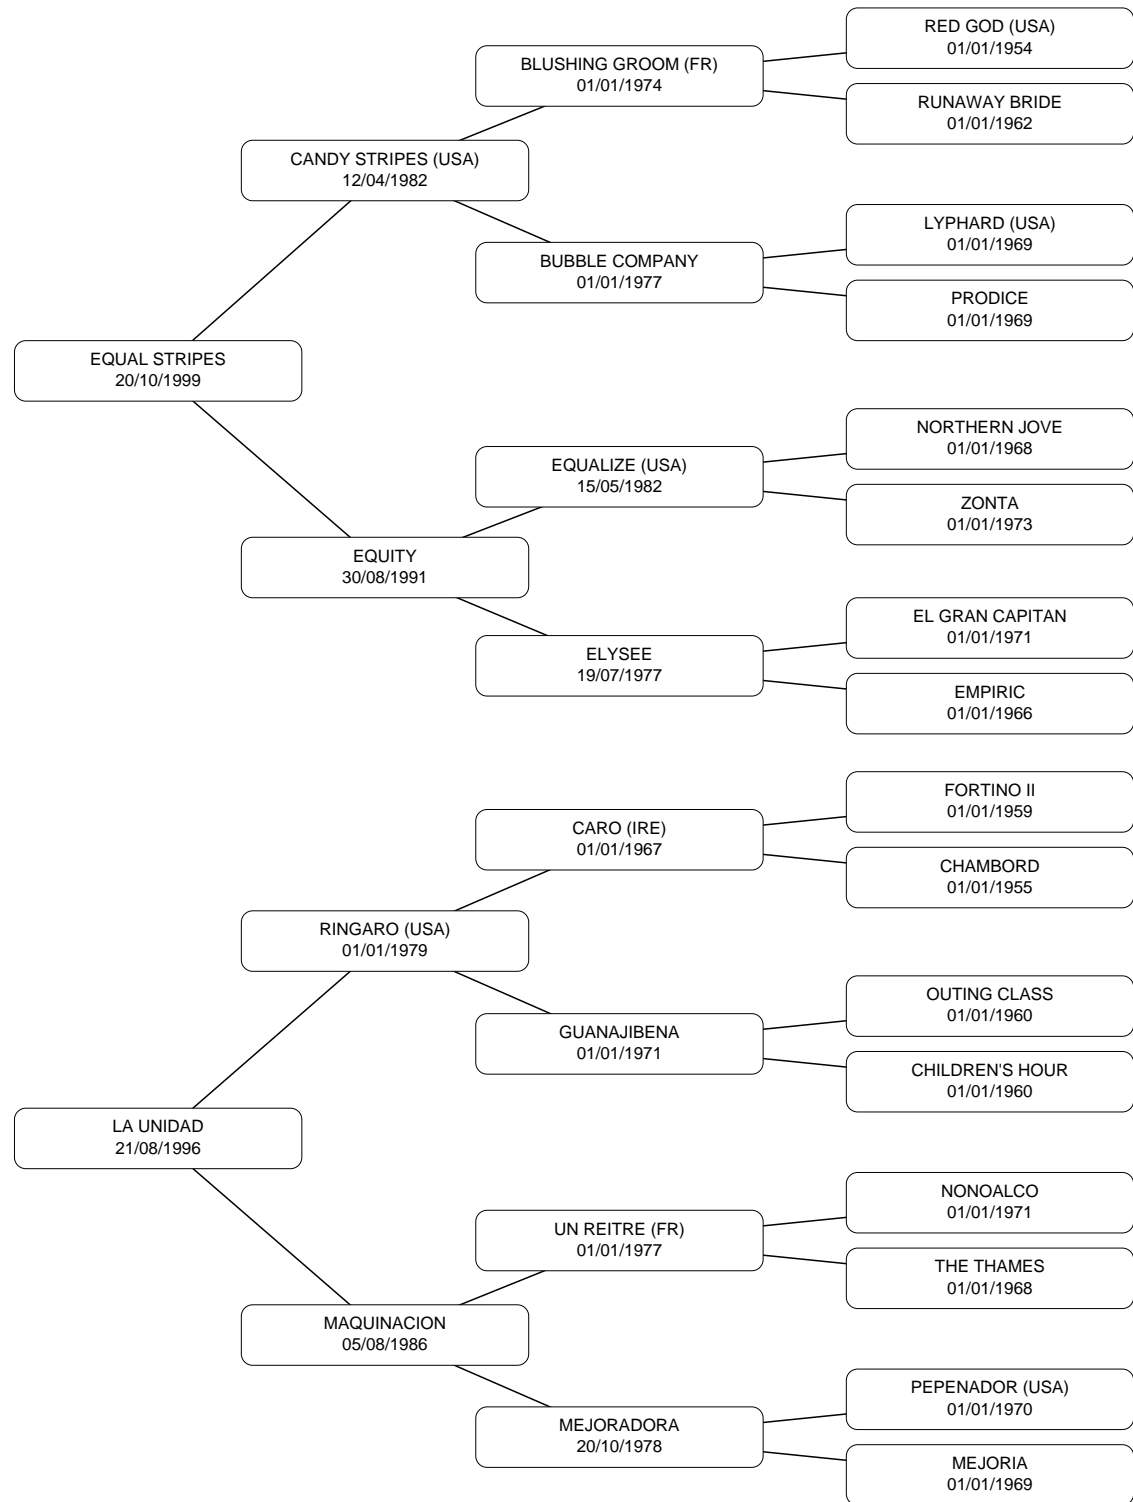 RED GOD (USA)
01/01/1954
BLUSHING GROOM (FR)
01/01/1974
RUNAWAY BRIDE
01/01/1962
CANDY STRIPES (USA)
12/04/1982
LYPHARD (USA)
01/01/1969
BUBBLE COMPANY
01/01/1977
PRODICE
01/01/1969
EQUAL STRIPES
20/10/1999
NORTHERN JOVE
01/01/1968
EQUALIZE (USA)
15/05/1982
ZONTA
01/01/1973
EQUITY
30/08/1991
EL GRAN CAPITAN
01/01/1971
ELYSEE
19/07/1977
EMPIRIC
01/01/1966
FORTINO II
01/01/1959
CARO (IRE)
01/01/1967
CHAMBORD
01/01/1955
RINGARO (USA)
01/01/1979
OUTING CLASS
01/01/1960
GUANAJIBENA
01/01/1971
CHILDREN'S HOUR
01/01/1960
LA UNIDAD
21/08/1996
NONOALCO
01/01/1971
UN REITRE (FR)
01/01/1977
THE THAMES
01/01/1968
MAQUINACION
05/08/1986
PEPENADOR (USA)
01/01/1970
MEJORADORA
20/10/1978
MEJORIA
01/01/1969